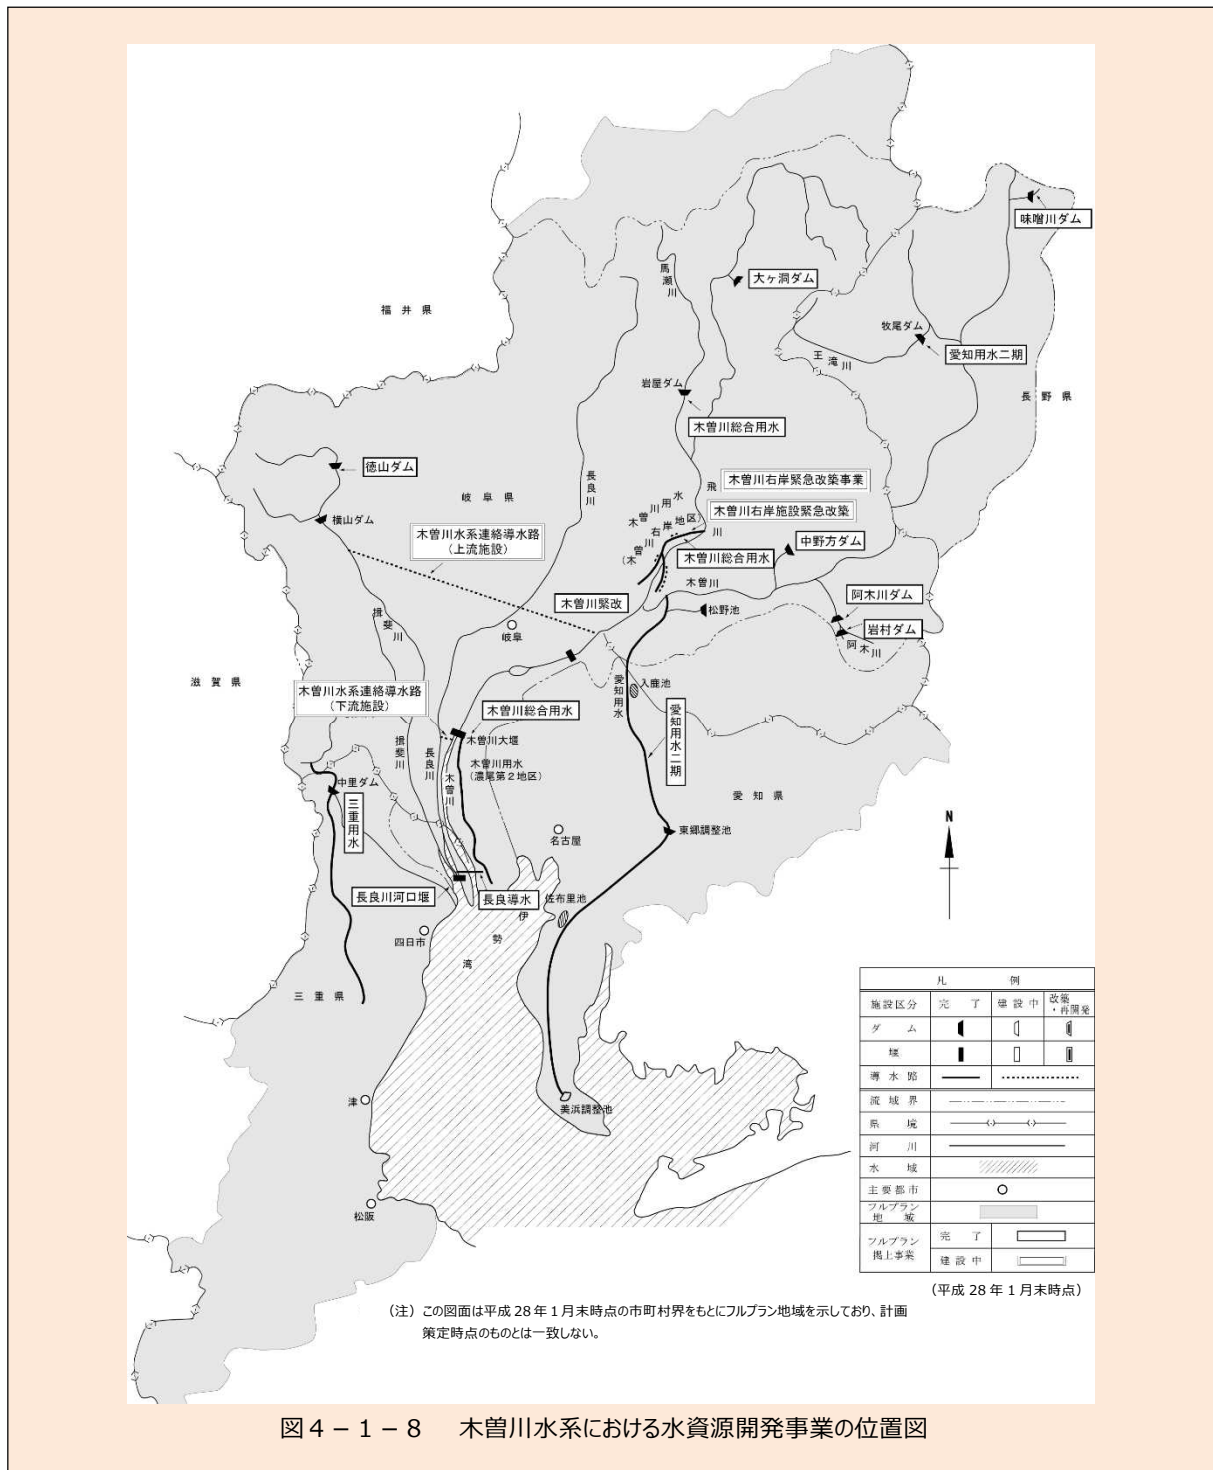 味噌川ダム
馬瀬川
大ヶ洞ダム
福井県
牧尾ダム
愛知用水二期
王滝川
岩屋ダム
長野県
木曽川総合用水
徳山ダム
長良川
岐阜県
飛
川
木曽川右岸緊急改築事業
木曽川用水
(木曽川右岸地区)
木曽川右岸施設緊急改築
横山ダム
木曽川水系連絡導水路
(上流施設)
中野方ダム
木曽川総合用水
木曽川
阿木川ダム
木曽川緊改
松野池
揖斐川
岐阜
岩村ダム
阿木川
滋賀県
木曽川水系連絡導水路
(下流施設)
愛知用水
入鹿池
木曽川総合用水
愛知用水二期
木曽川大堰
揖斐川
長良川
木曽川
木曽川用水
(濃尾第2地区)
中里ダム
愛知県
三重用水
名古屋
東郷調整池
N
長良川河口堰
長良導水
佐布里池
伊勢湾
四日市
三重県
凡例
施設区分 完了 建設中 改築・再開発
ダム
堰
導水路
流域界
県境
河川
水域
主要都市
フルプラン地域
フルプラン掲上事業 完了
建設中
美浜調整池
津
松阪
(平成28年1月末時点)
(注) この図面は平成28年1月末時点の市町村界をもとにフルプラン地域を示しており、計画
策定時点のものとは一致しない。
図4－1－8 木曽川水系における水資源開発事業の位置図